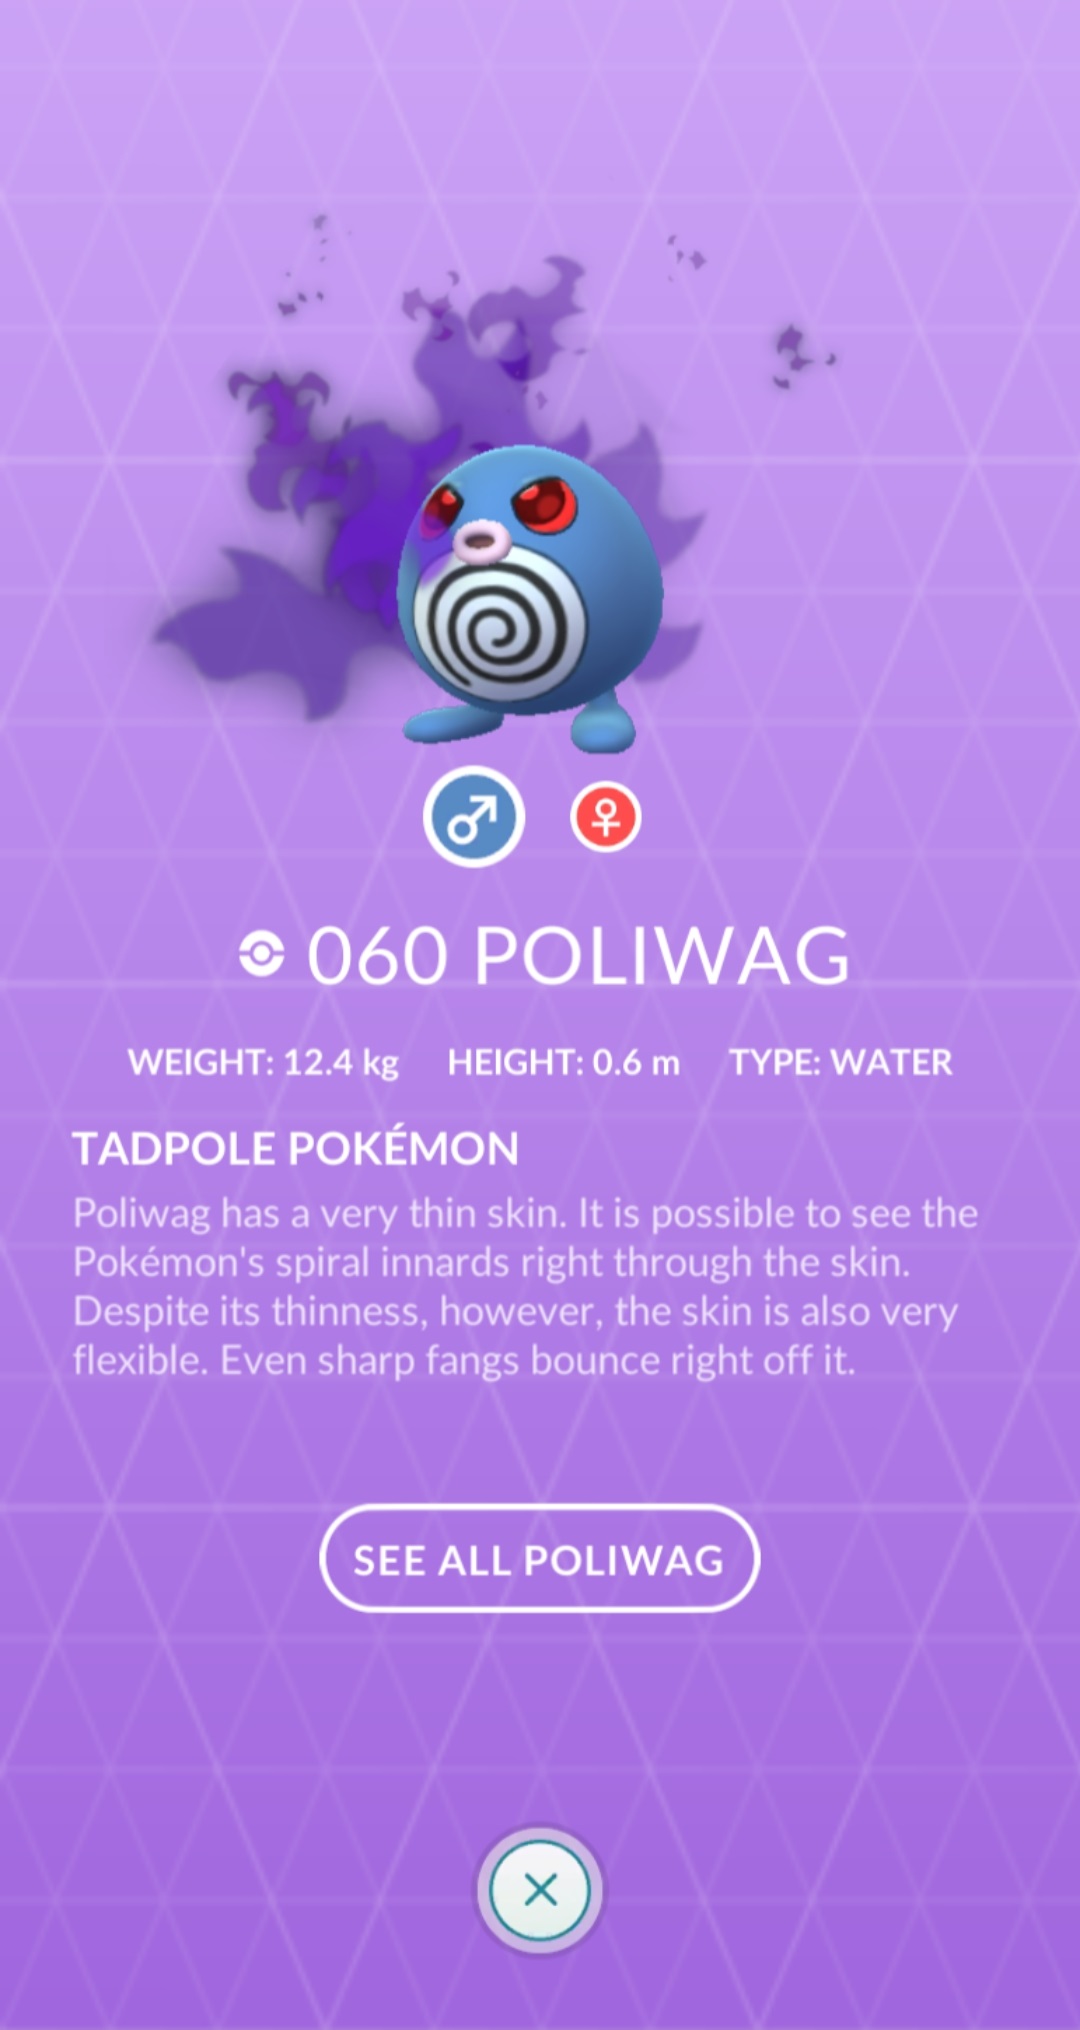 060 POLIWAG
WEIGHT: 12.4 kg HEIGHT: 0.6 m TYPE: WATER
TADPOLE POKÉMON
Poliwag has a very thin skin. It is possible to see the
Pokémon's spiral innards right through the skin.
Despite its thinness, however, the skin is also very
flexible. Even sharp fangs bounce right off it.
SEE ALL POLIWAG